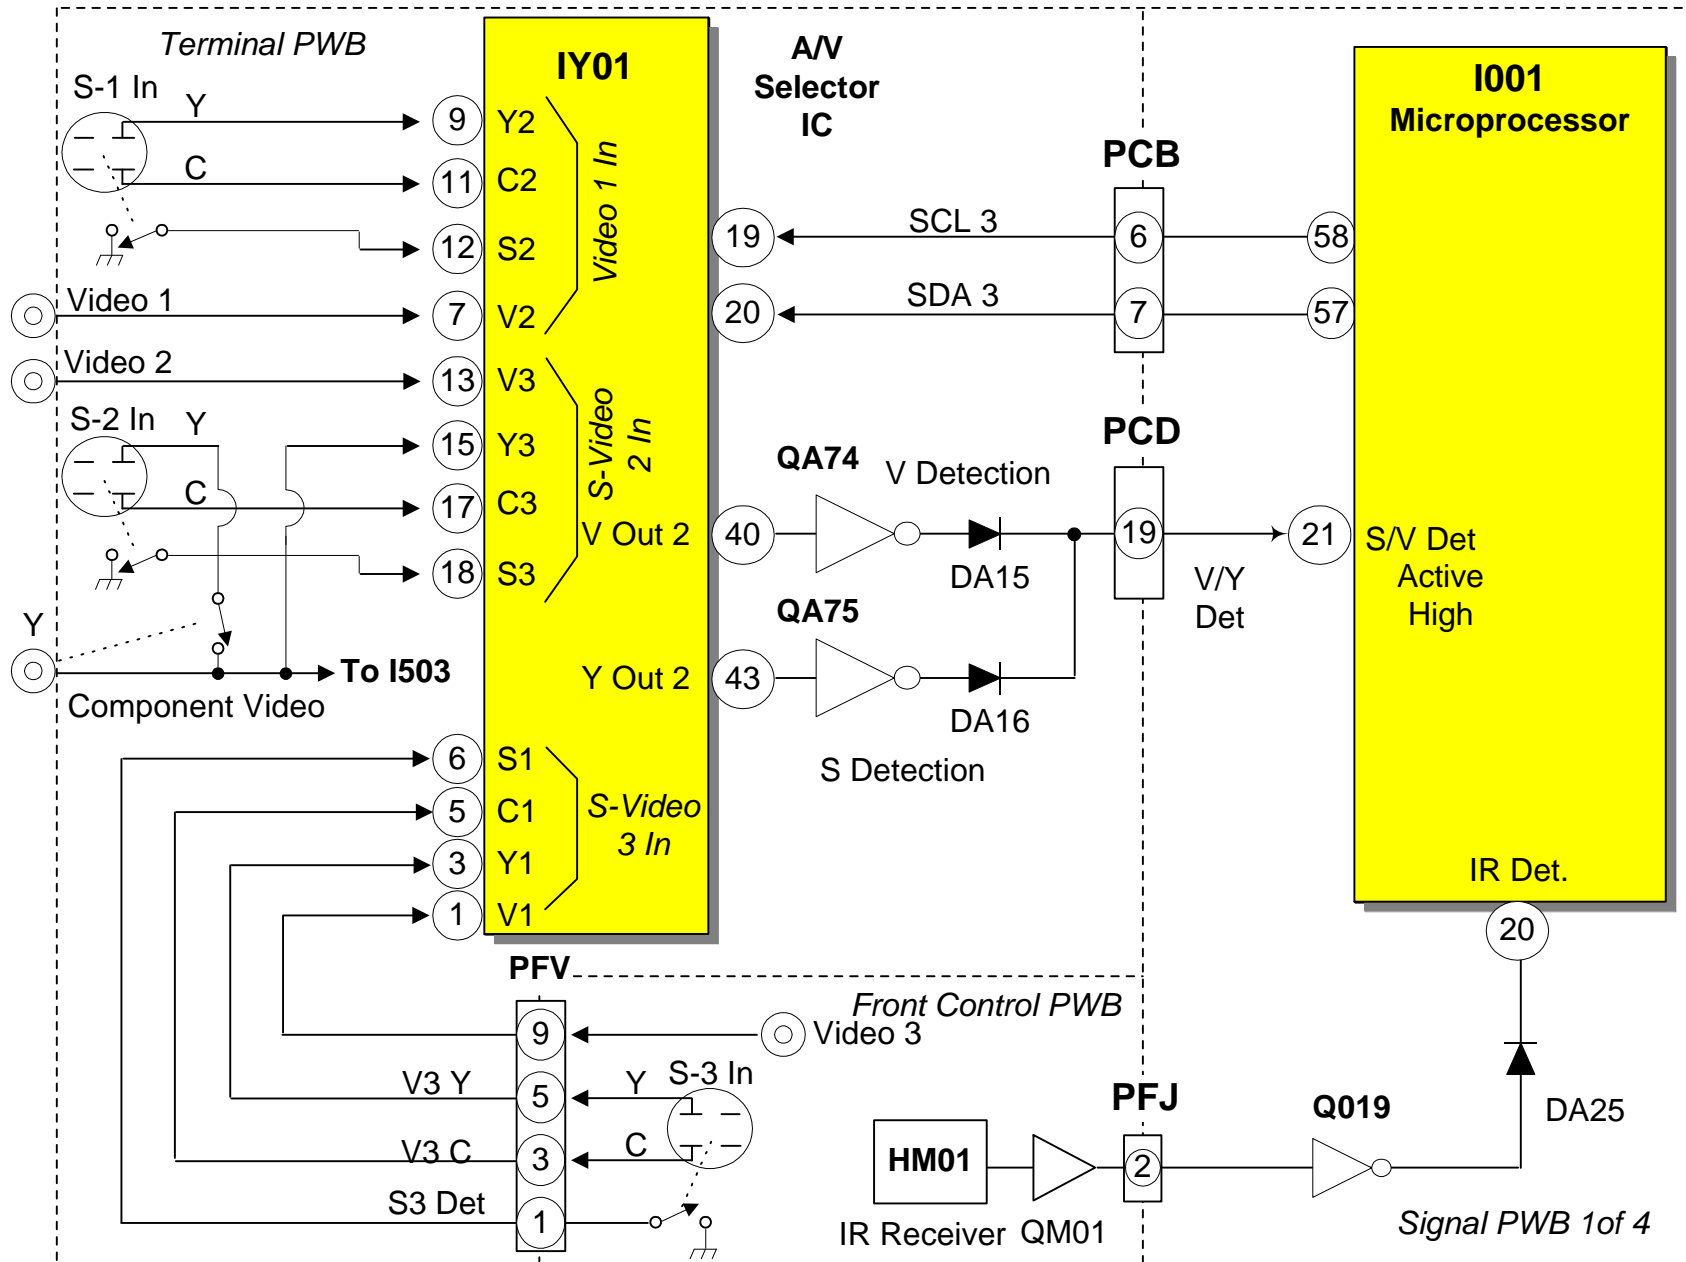 Terminal PWB
S-1 In
Y
C
Video 1
Video 2
S-2 In
Y
C
Y
To I503
Component Video
IY01
9 Y2
11 C2
12 S2
7 V2
Video 1 In
13 V3
15 Y3
17 C3
18 S3
S-Video
2 In
V Out 2
Y Out 2
6 S1
5 C1
3 Y1
1 V1
S-Video
3 In
A/V
Selector
IC
19
SCL 3
20
SDA 3
PCB
6
7
58
57
I001
Microprocessor
40
QA74
V Detection
DA15
43
QA75
DA16
S Detection
PCD
19
V/Y
Det
21
S/V Det
Active
High
IR Det.
20
PFV
9
5
3
1
V3 Y
V3 C
S3 Det
Front Control PWB
Video 3
Y
S-3 In
C
HM01
IR Receiver
QM01
PFJ
2
Q019
DA25
Signal PWB 1of 4